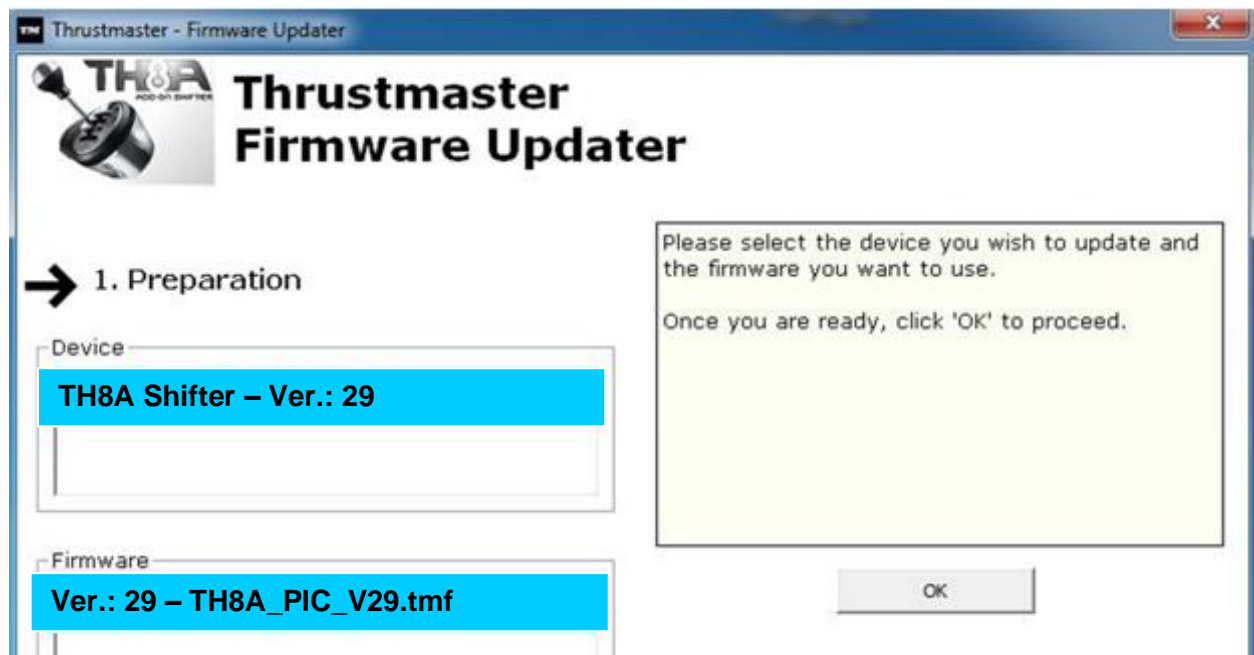 Thrustmaster - Firmware Updater
TH8A
ADD-ON SHIFTER
Thrustmaster
Firmware Updater
1. Preparation
Device
TH8A Shifter – Ver.: 29
Firmware
Ver.: 29 – TH8A_PIC_V29.tmf
Please select the device you wish to update and
the firmware you want to use.
Once you are ready, click 'OK' to proceed.
OK